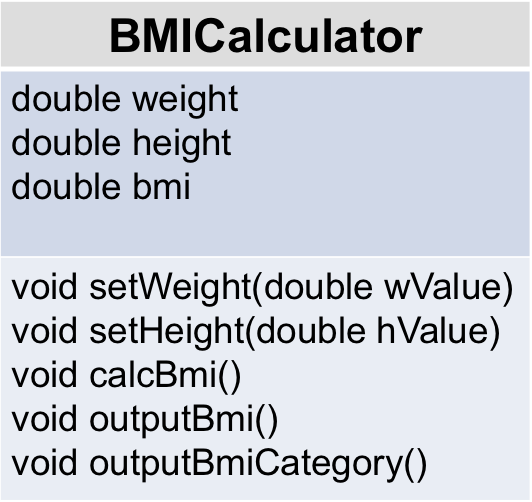 BMICalculator
double weight
double height
double bmi
void setWeight(double wValue)
void setHeight(double hValue)
void calcBmi()
void outputBmi()
void outputBmiCategory()